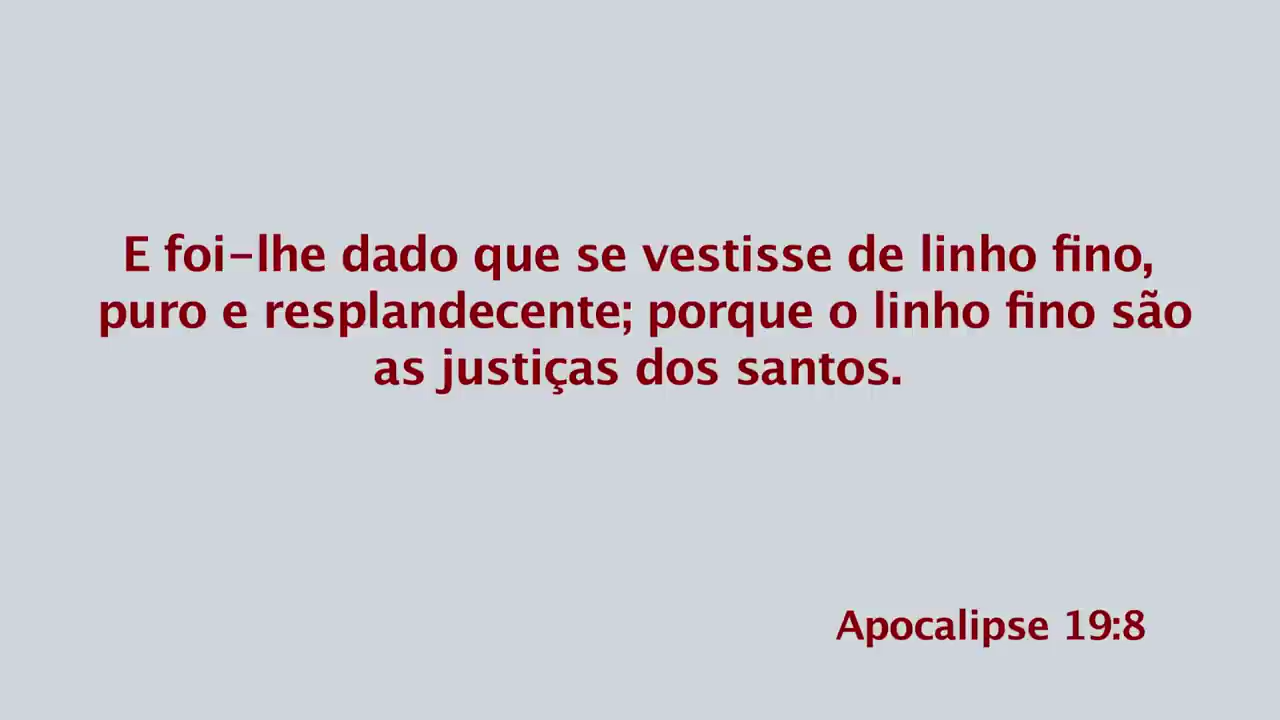 E foi-lhe dado que se vestisse de linho fino,
puro e resplandecente; porque o linho fino são
as justiças dos santos.
Apocalipse 19:8